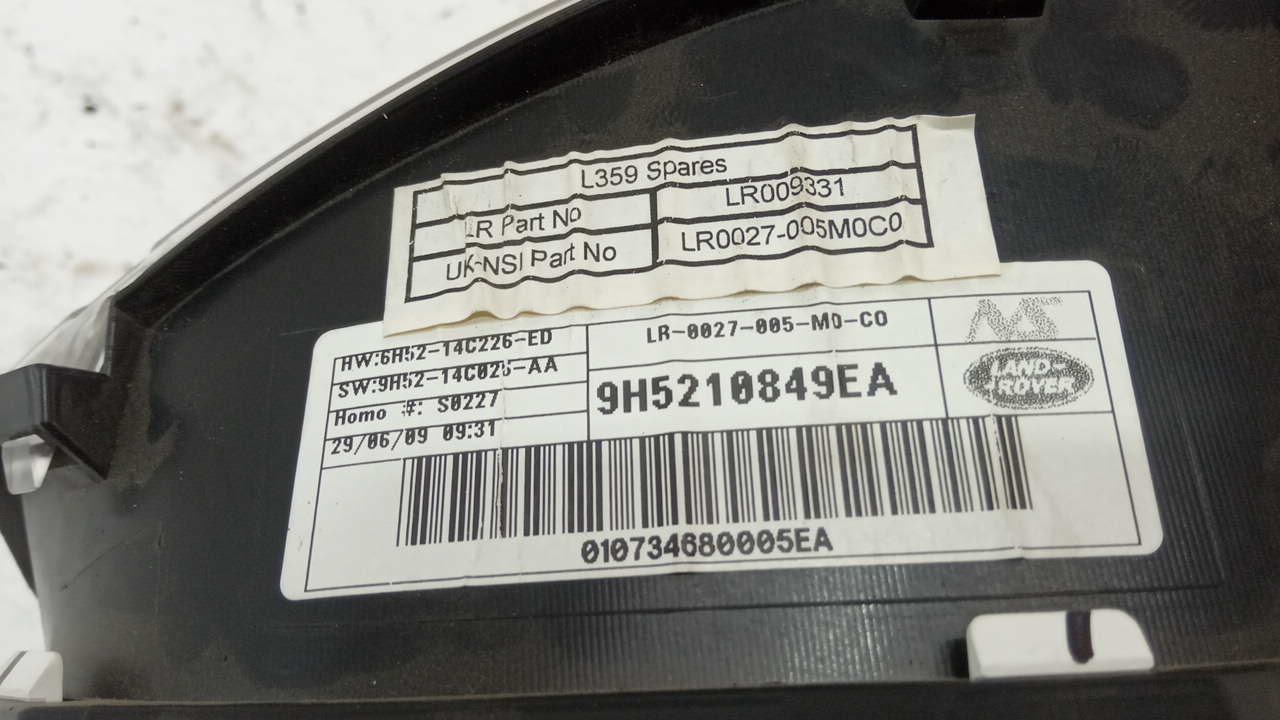 L359 Spares
LR Part No LR009331
UK-NSI Part No LR0027-005M0C0
HW:6H52-14C226-ED
SW:9H52-14C026-AA
Homo #: S0227
29/06/09 09:31
LR-0027-005-M0-C0
9H5210849EA
LAND-
ROVER
010734680005EA